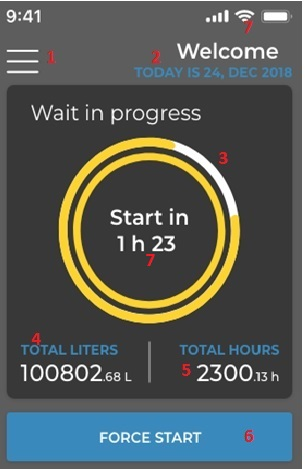 9:41
7
1
2
Welcome
TODAY IS 24, DEC 2018
Wait in progress
3
Start in
1 h 23
7
4
TOTAL LITERS
TOTAL HOURS
100802.68 L
5 2300.13 h
FORCE START 6